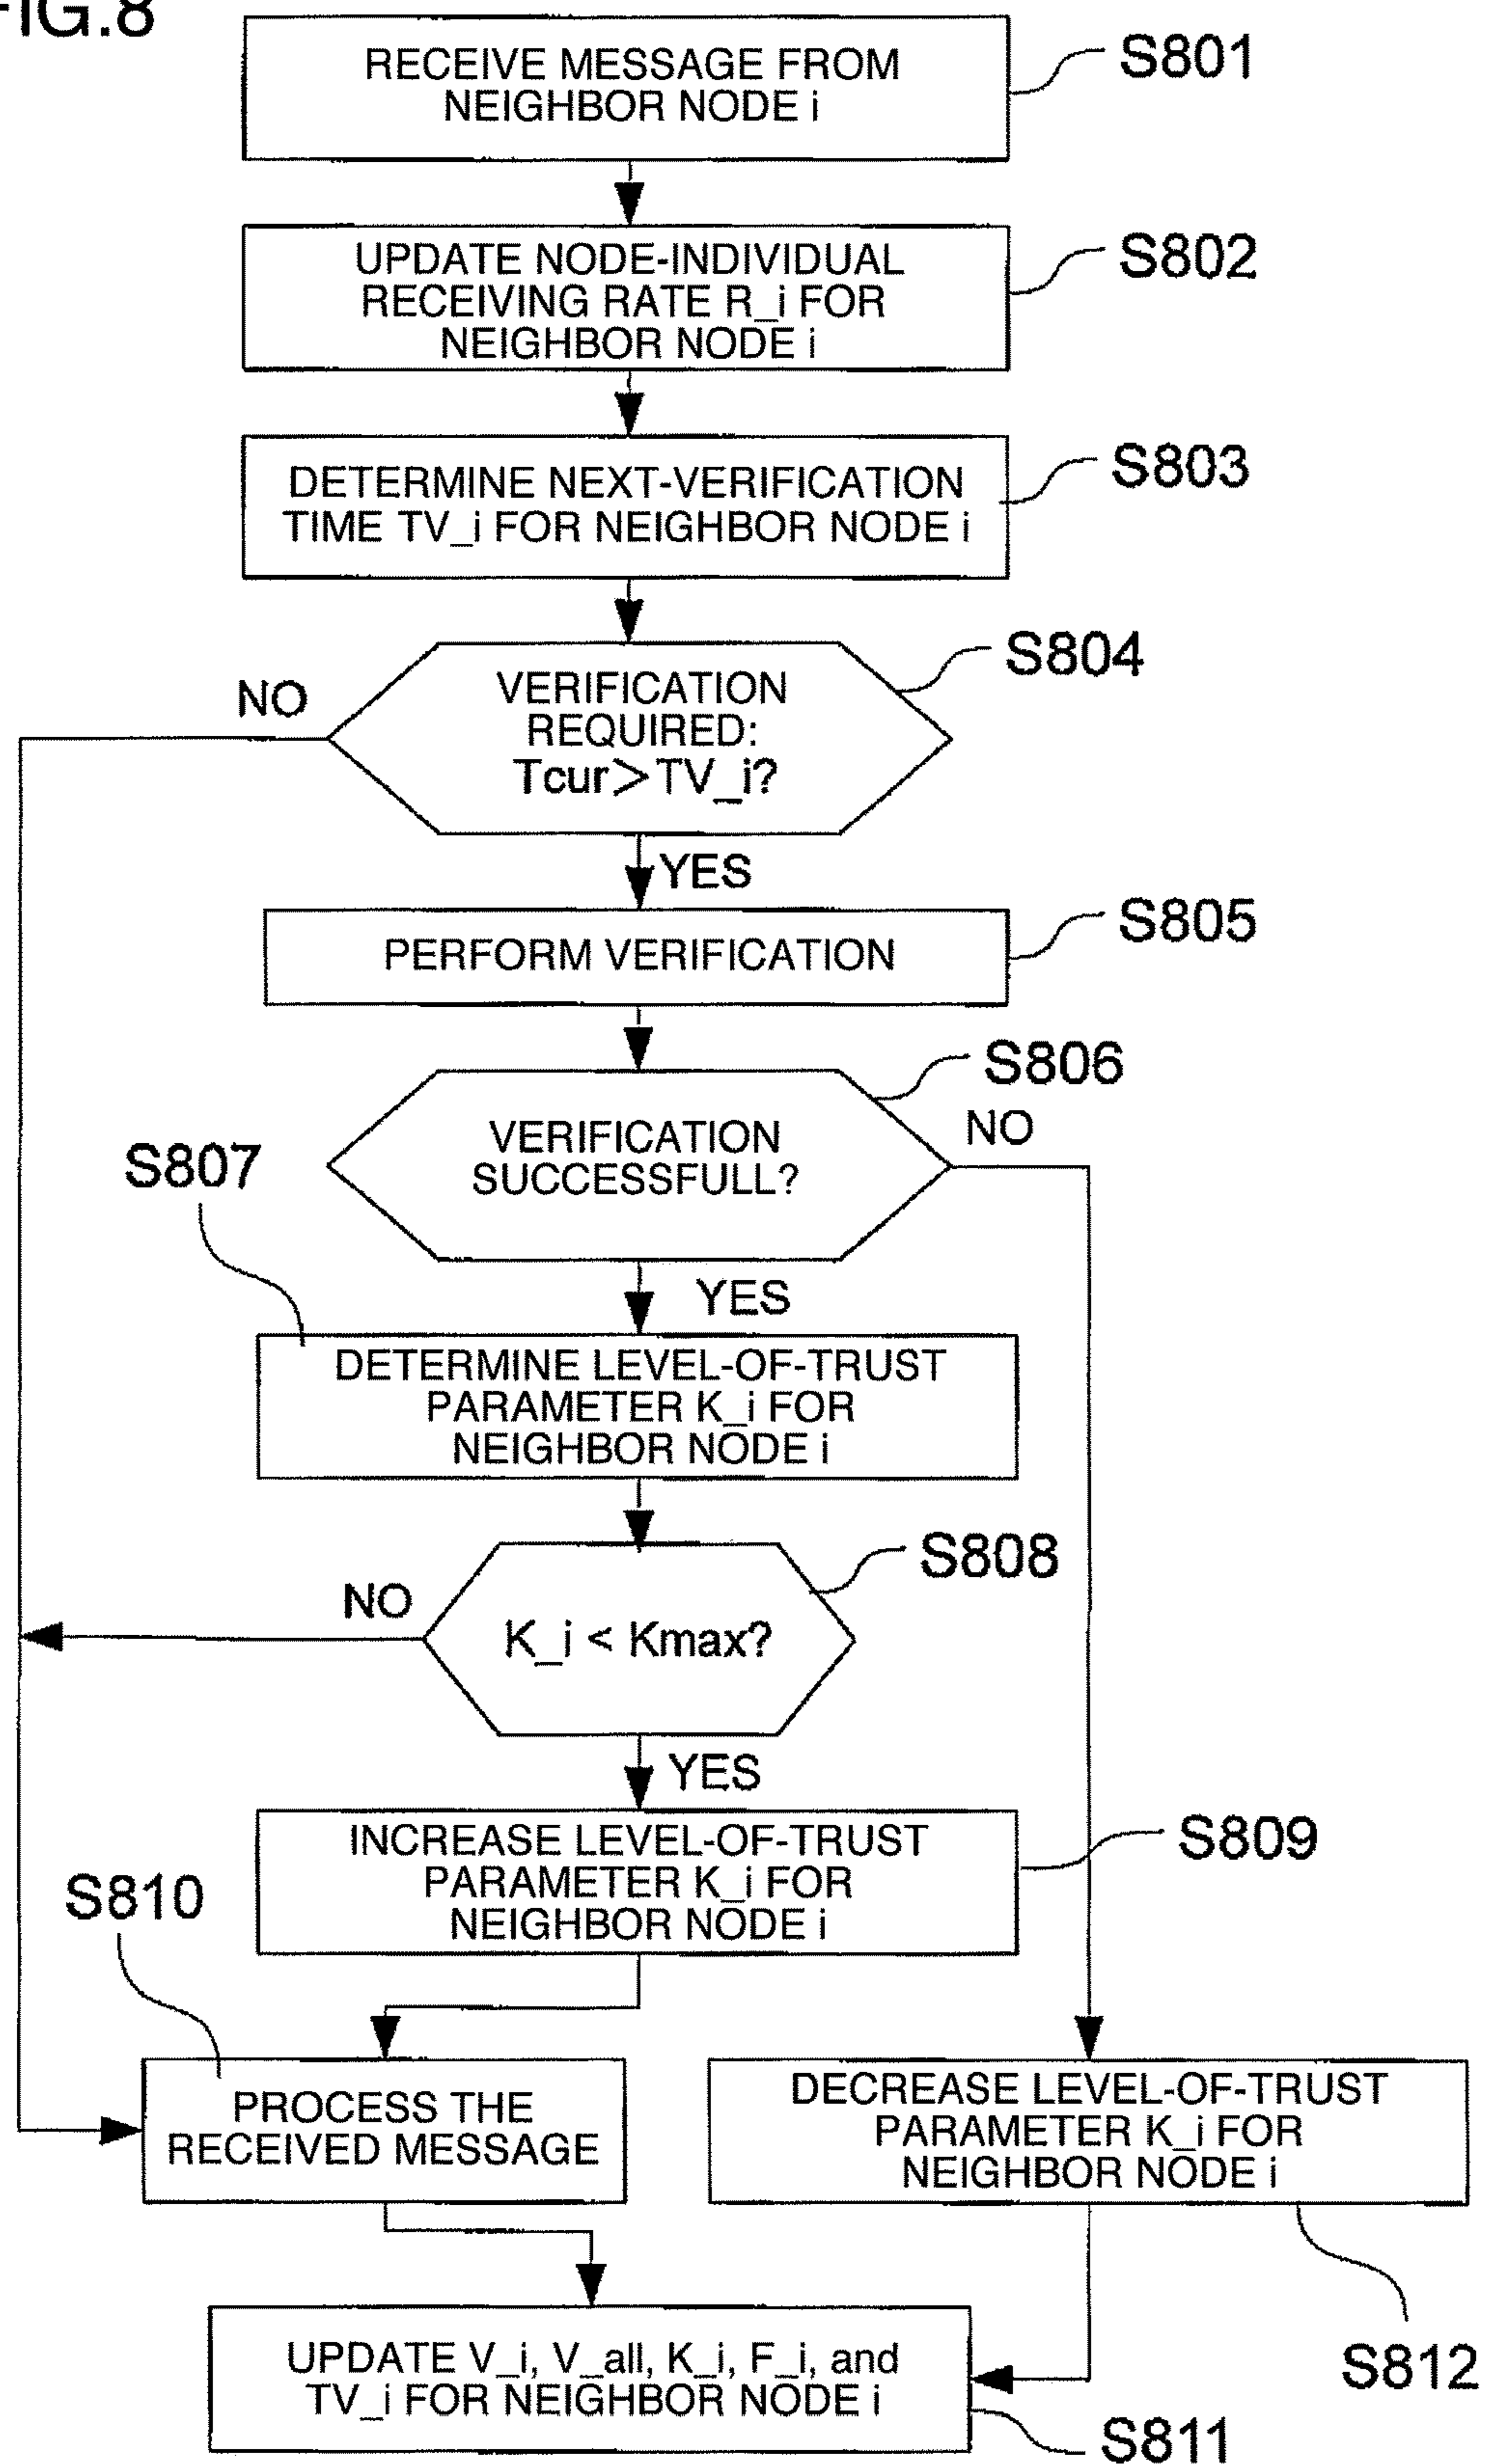 FIG.8
RECEIVE MESSAGE FROM
NEIGHBOR NODE i
S801
UPDATE NODE-INDIVIDUAL
RECEIVING RATE R_i FOR
NEIGHBOR NODE i
S802
DETERMINE NEXT-VERIFICATION
TIME TV_i FOR NEIGHBOR NODE i
S803
VERIFICATION
REQUIRED:
Tcur>TV_i?
S804
NO
YES
PERFORM VERIFICATION
S805
VERIFICATION
SUCCESSFULL?
S806
NO
YES
S807
DETERMINE LEVEL-OF-TRUST
PARAMETER K_i FOR
NEIGHBOR NODE i
K_i < Kmax?
S808
NO
YES
INCREASE LEVEL-OF-TRUST
PARAMETER K_i FOR
NEIGHBOR NODE i
S809
S810
PROCESS THE
RECEIVED MESSAGE
DECREASE LEVEL-OF-TRUST
PARAMETER K_i FOR
NEIGHBOR NODE i
S812
UPDATE V_i, V_all, K_i, F_i, and
TV_i FOR NEIGHBOR NODE i
S811